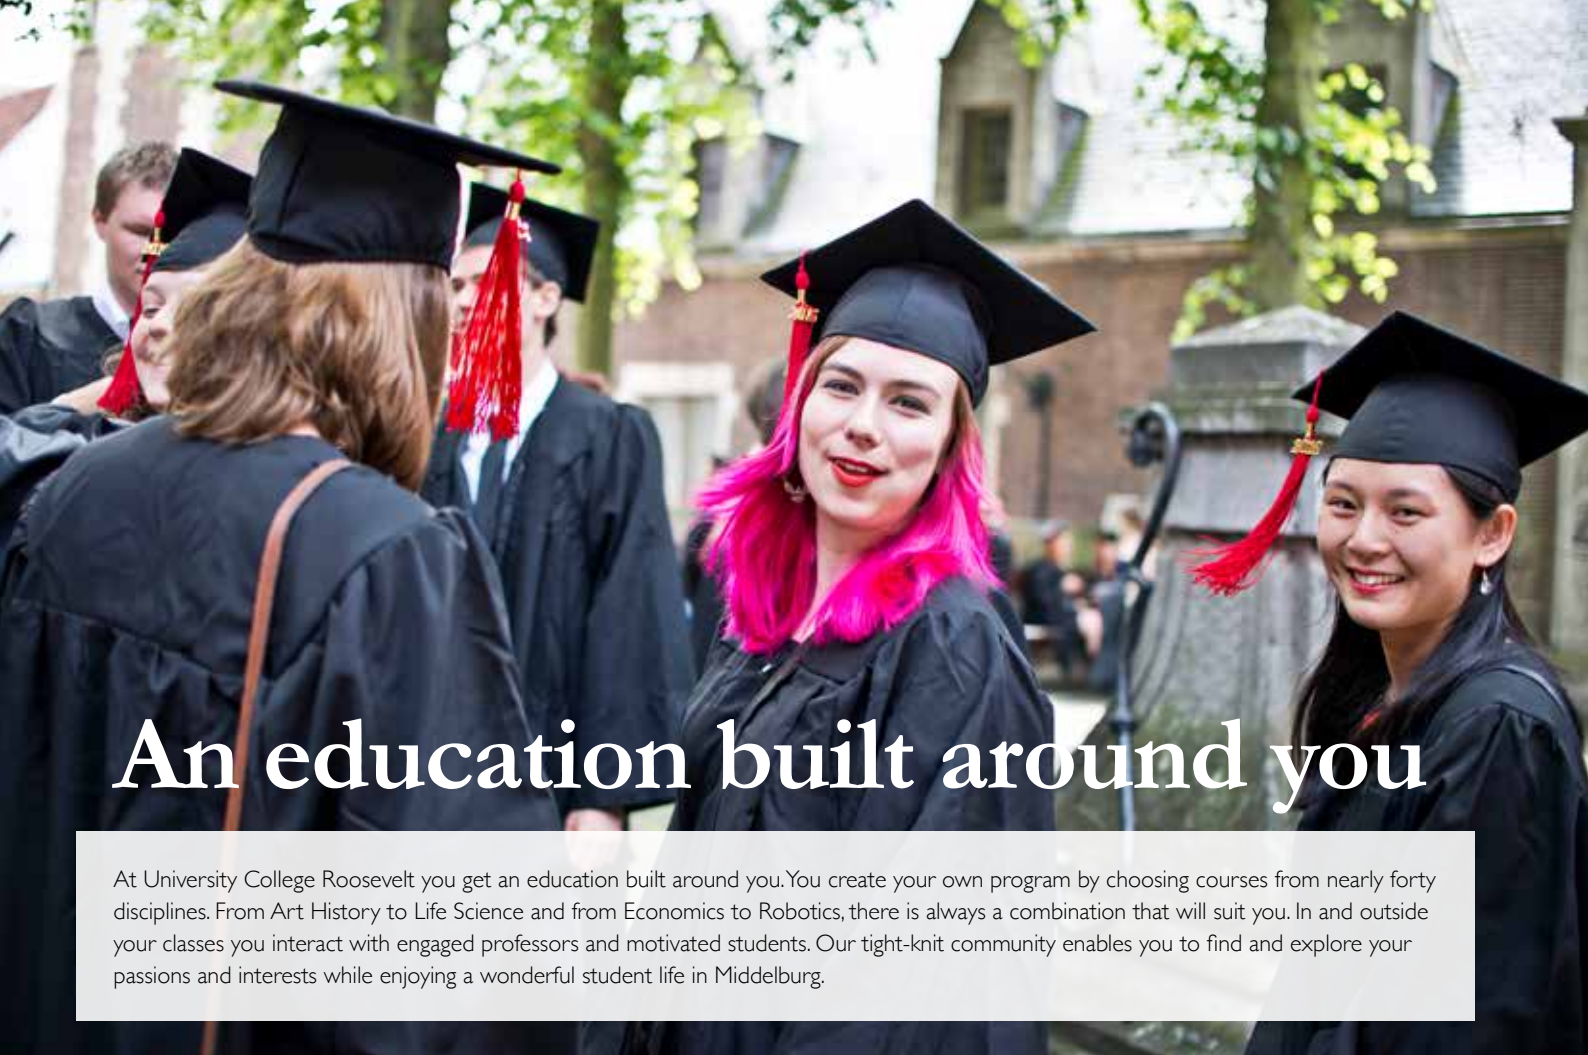 An education built around you
At University College Roosevelt you get an education built around you. You create your own program by choosing courses from nearly forty
disciplines. From Art History to Life Science and from Economics to Robotics, there is always a combination that will suit you. In and outside
your classes you interact with engaged professors and motivated students. Our tight-knit community enables you to find and explore your
passions and interests while enjoying a wonderful student life in Middelburg.